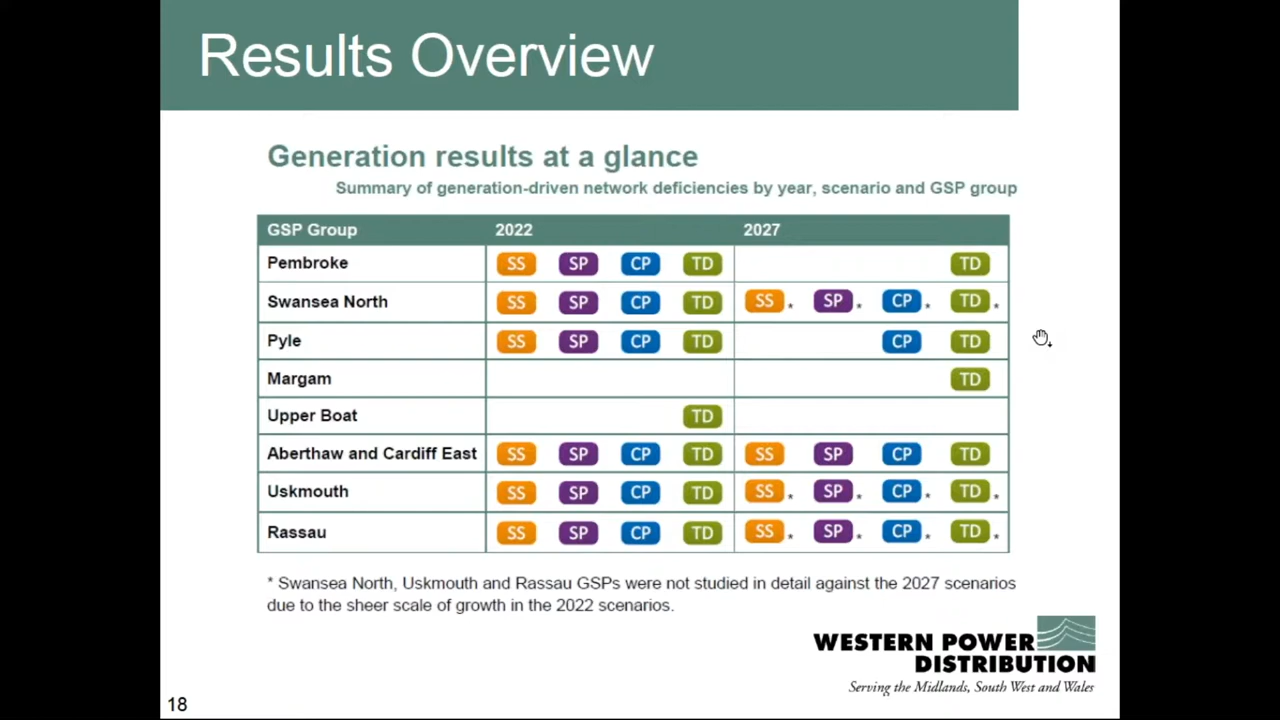 Results Overview
Generation results at a glance
Summary of generation-driven network deficiencies by year, scenario and GSP group
GSP Group 2022 2027
Pembroke SS SP CP TD TD
Swansea North SS SP CP TD SS * SP * CP * TD *
Pyle SS SP CP TD CP TD
Margam TD
Upper Boat TD
Aberthaw and Cardiff East SS SP CP TD SS SP CP TD
Uskmouth SS SP CP TD SS * SP * CP * TD *
Rassau SS SP CP TD SS * SP * CP * TD *
* Swansea North, Uskmouth and Rassau GSPs were not studied in detail against the 2027 scenarios
due to the sheer scale of growth in the 2022 scenarios.
WESTERN POWER
DISTRIBUTION
Serving the Midlands, South West and Wales
18